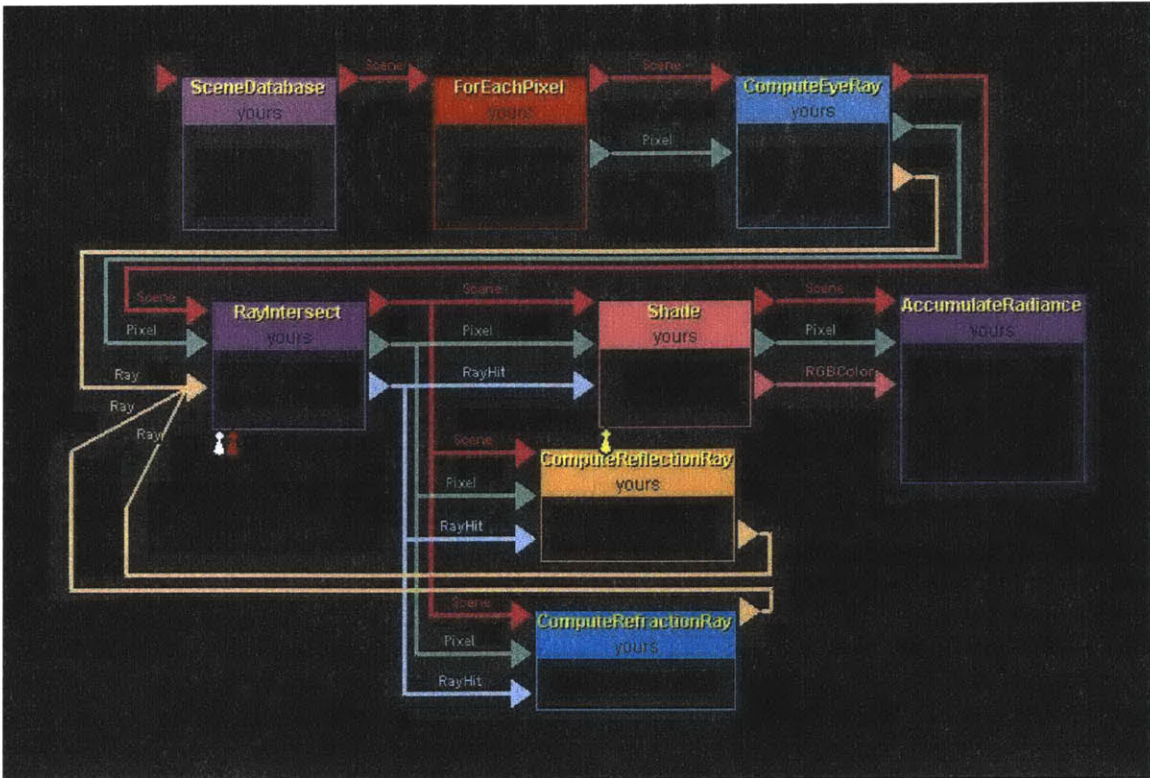 Scene
Scene
SceneDatabase
yours
ForEachPixel
yours
ComputeEyeRay
yours
Pixel
Scene
Scene
Scene
RayIntersect
yours
Shade
yours
AccumulateRadiance
yours
Pixel
Pixel
Pixel
Ray
RayHit
RGBColor
Ray
Ray
Scene
ComputeReflectionRay
yours
Pixel
RayHit
Scene
ComputeRefractionRay
yours
Pixel
RayHit